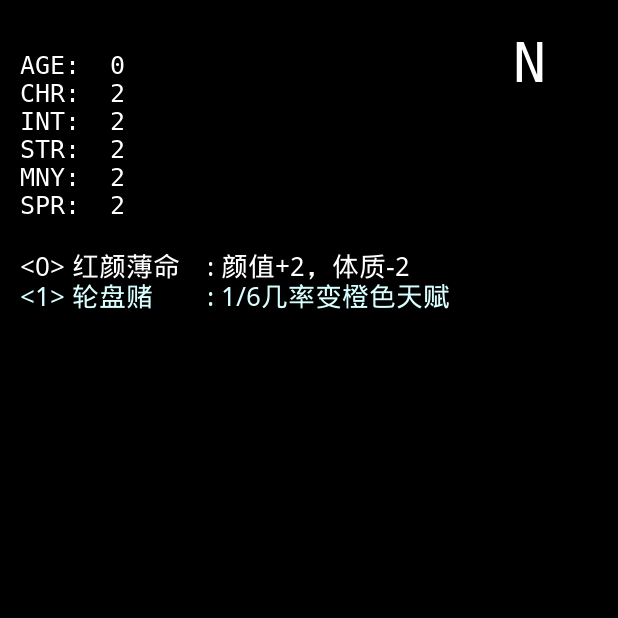 N
AGE: 0
CHR: 2
INT: 2
STR: 2
MNY: 2
SPR: 2
<0> 红颜薄命 : 颜值+2，体质-2
<1> 轮盘赌 : 1/6几率变橙色天赋